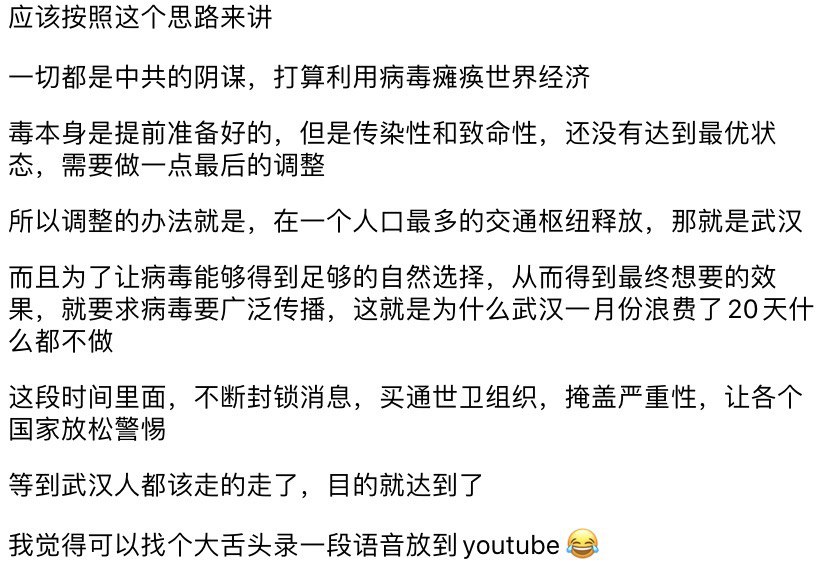 应该按照这个思路来讲
一切都是中共的阴谋，打算利用病毒瘫痪世界经济
毒本身是提前准备好的，但是传染性和致命性，还没有达到最优状
态，需要做一点最后的调整
所以调整的办法就是，在一个人口最多的交通枢纽释放，那就是武汉
而且为了让病毒能够得到足够的自然选择，从而得到最终想要的效
果，就要求病毒要广泛传播，这就是为什么武汉一月份浪费了20天什
么都不做
这段时间里面，不断封锁消息，买通世卫组织，掩盖严重性，让各个
国家放松警惕
等到武汉人都该走的走了，目的就达到了
我觉得可以找个大舌头录一段语音放到youtube😂